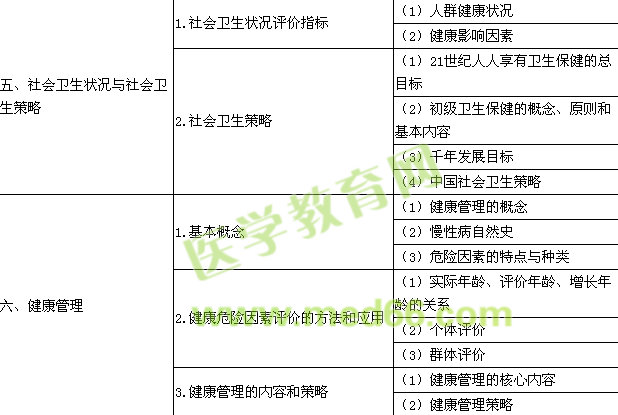 1.社会卫生状况评价指标
(1) 人群健康状况
(2) 健康影响因素
五、社会卫生状况与社会卫
生策略
2.社会卫生策略
(1) 21世纪人人享有卫生保健的总
目标
(2) 初级卫生保健的概念、原则和
基本内容
(3) 千年发展目标
(4) 中国社会卫生策略
六、健康管理
1.基本概念
(1) 健康管理的概念
(2) 慢性病自然史
(3) 危险因素的特点与种类
2.健康危险因素评价的方法和应用
(1) 实际年龄、评价年龄、增长年
龄的关系
(2) 个体评价
(3) 群体评价
3.健康管理的内容和策略
(1) 健康管理的核心内容
(2) 健康管理策略
医学教育网
www.med66.com